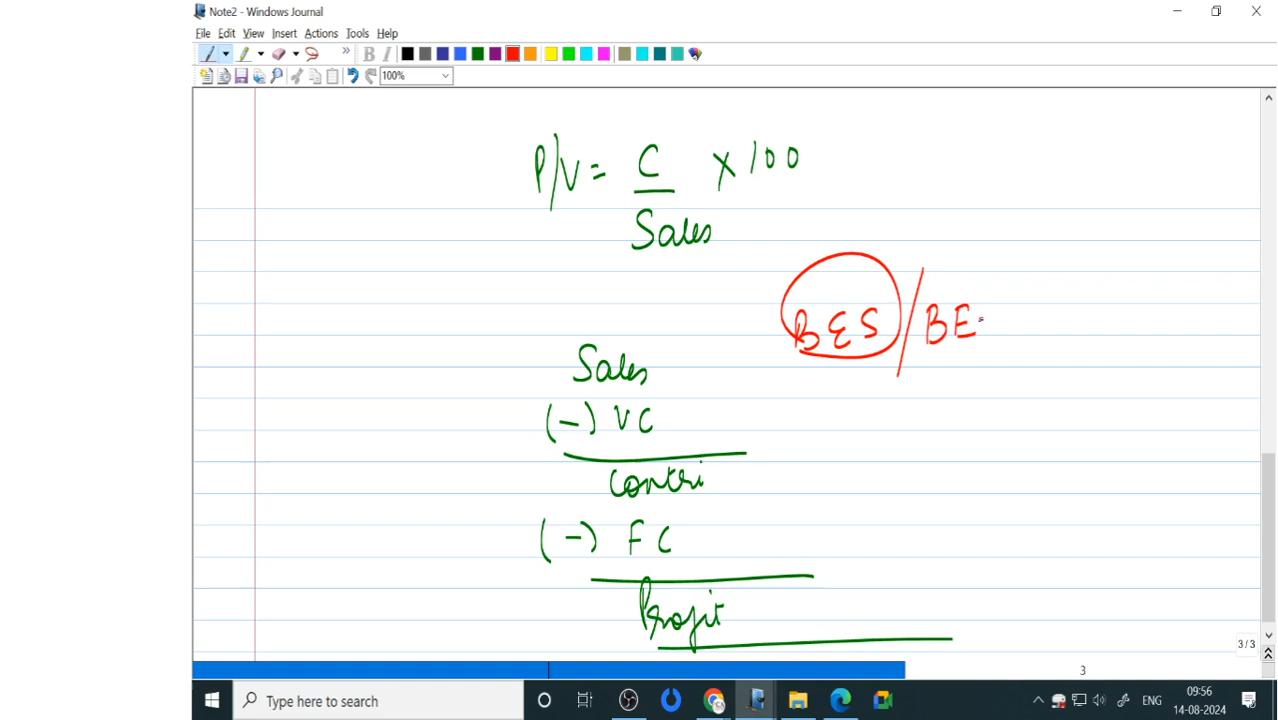 Note2 - Windows Journal
File Edit View Insert Actions Tools Help
» B I
100%
P/V = C × 100
Sales
BES / BE
Sales
(-) VC
Contri
(-) FC
Profit
3/3
3
Type here to search
ENG
09:56
14-08-2024